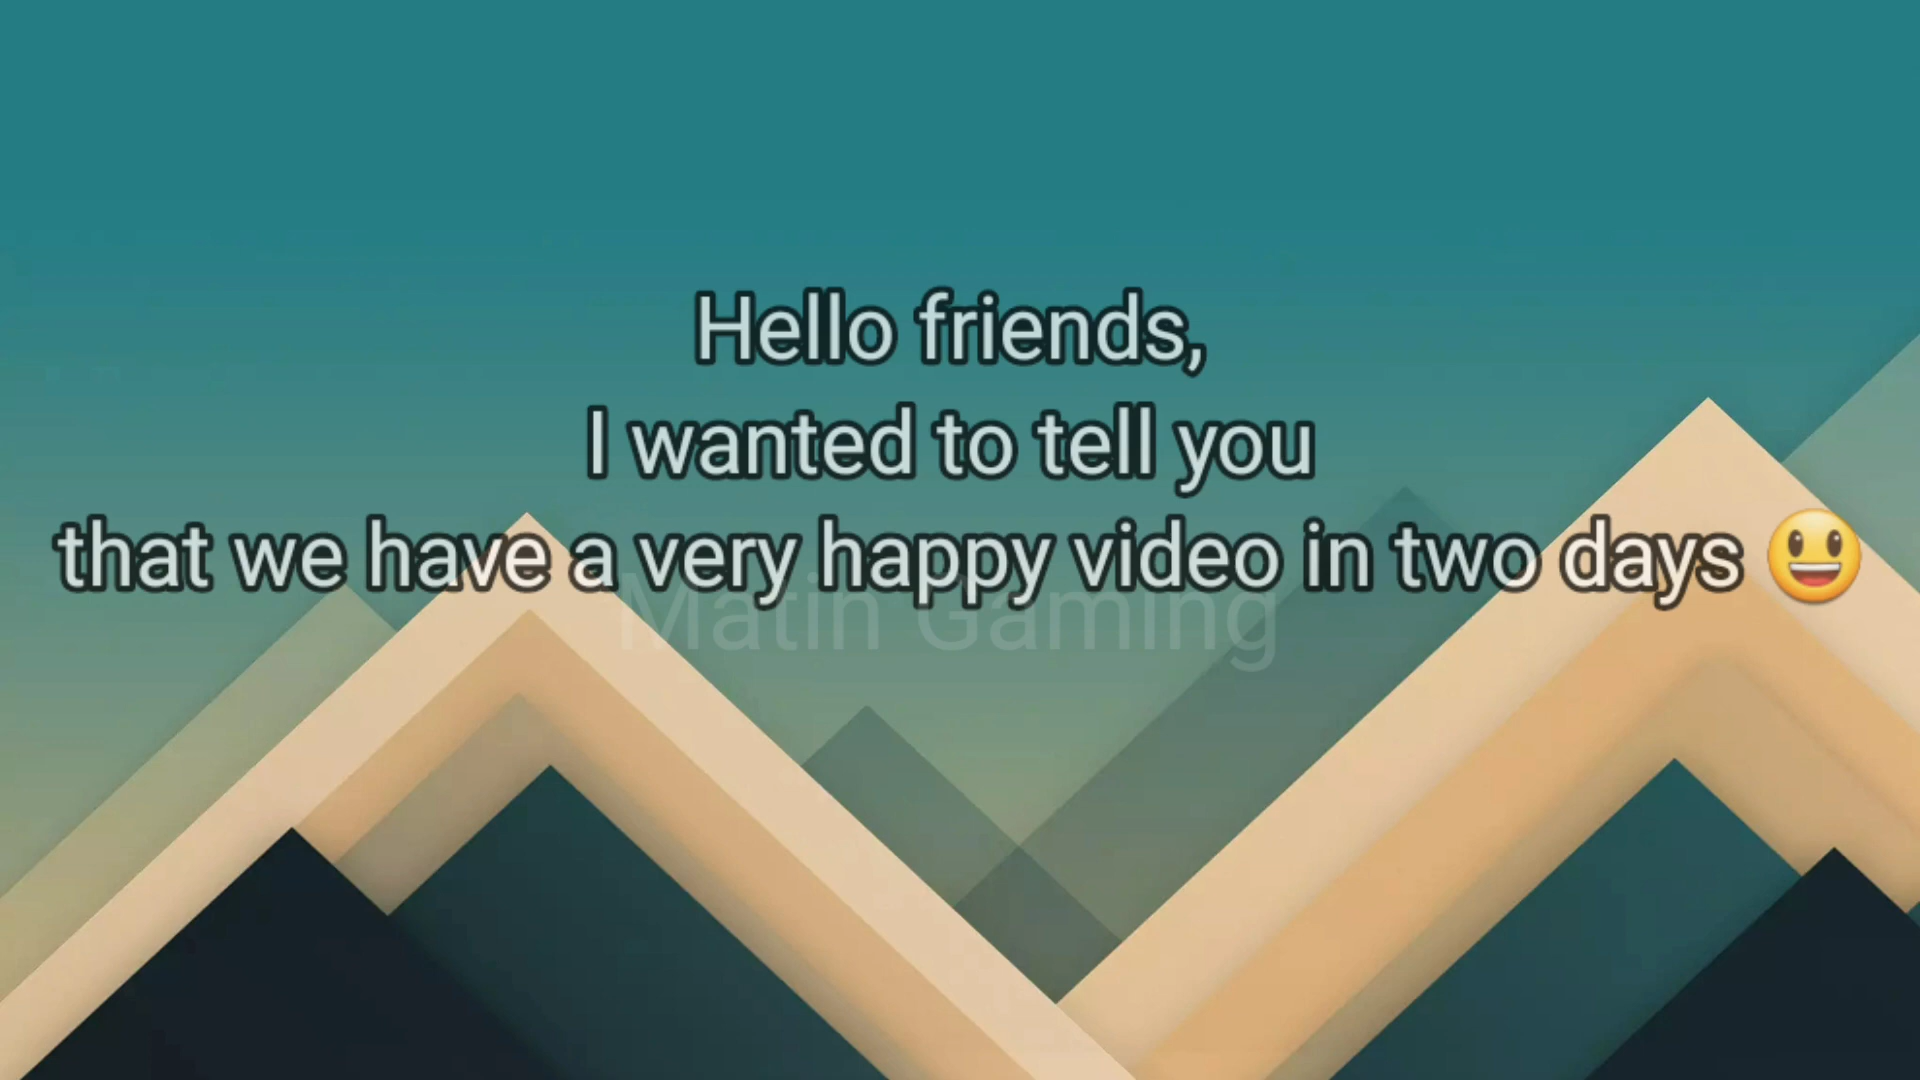 Hello friends,
I wanted to tell you
that we have a very happy video in two days 😃
Matin Gaming